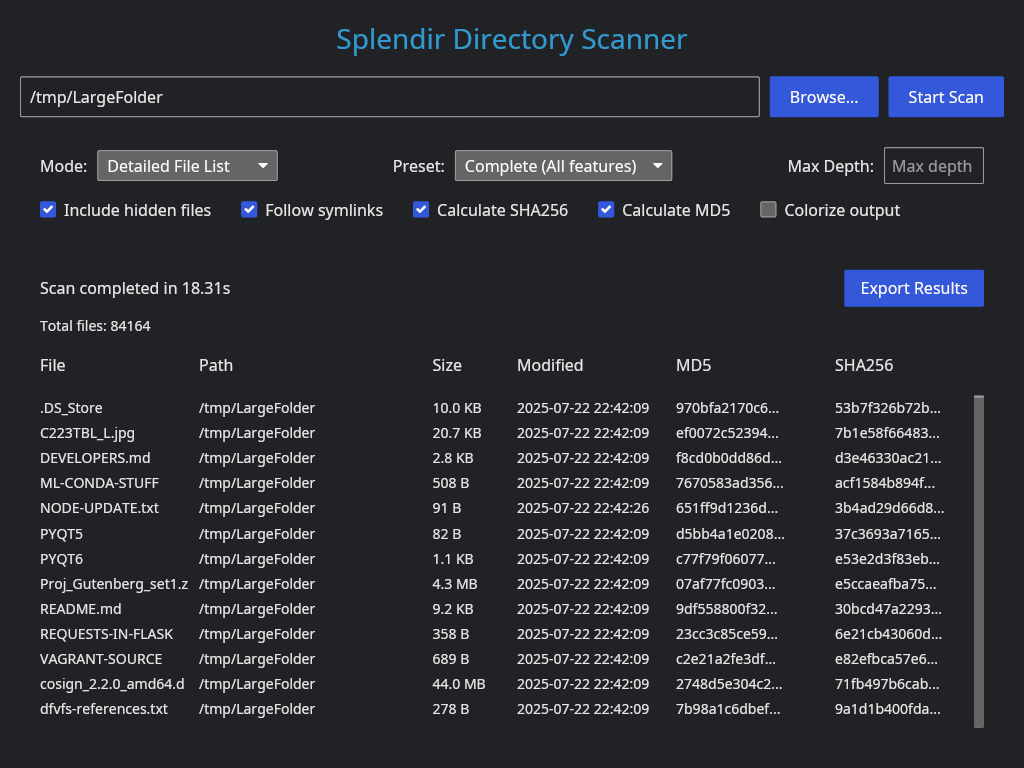 Splendir Directory Scanner
/tmp/LargeFolder Browse... Start Scan
Mode: Detailed File List Preset: Complete (All features) Max Depth: Max depth
Include hidden files Follow symlinks Calculate SHA256 Calculate MD5 Colorize output
Scan completed in 18.31s Export Results
Total files: 84164
File Path Size Modified MD5 SHA256
.DS_Store /tmp/LargeFolder 10.0 KB 2025-07-22 22:42:09 970bfa2170c6... 53b7f326b72b...
C223TBL_L.jpg /tmp/LargeFolder 20.7 KB 2025-07-22 22:42:09 ef0072c52394... 7b1e58f66483...
DEVELOPERS.md /tmp/LargeFolder 2.8 KB 2025-07-22 22:42:09 f8cd0b0dd86d... d3e46330ac21...
ML-CONDA-STUFF /tmp/LargeFolder 508 B 2025-07-22 22:42:09 7670583ad356... acf1584b894f...
NODE-UPDATE.txt /tmp/LargeFolder 91 B 2025-07-22 22:42:26 651ff9d1236d... 3b4ad29d66d8...
PYQT5 /tmp/LargeFolder 82 B 2025-07-22 22:42:09 d5bb4a1e0208... 37c3693a7165...
PYQT6 /tmp/LargeFolder 1.1 KB 2025-07-22 22:42:09 c77f79f06077... e53e2d3f83eb...
Proj_Gutenberg_set1.z /tmp/LargeFolder 4.3 MB 2025-07-22 22:42:09 07af77fc0903... e5ccaeafba75...
README.md /tmp/LargeFolder 9.2 KB 2025-07-22 22:42:09 9df558800f32... 30bcd47a2293...
REQUESTS-IN-FLASK /tmp/LargeFolder 358 B 2025-07-22 22:42:09 23cc3c85ce59... 6e21cb43060d...
VAGRANT-SOURCE /tmp/LargeFolder 689 B 2025-07-22 22:42:09 c2e21a2fe3df... e82efbca57e6...
cosign_2.2.0_amd64.d /tmp/LargeFolder 44.0 MB 2025-07-22 22:42:09 2748d5e304c2... 71fb497b6cab...
dfvfs-references.txt /tmp/LargeFolder 278 B 2025-07-22 22:42:09 7b98a1c6dbef... 9a1d1b400fda...